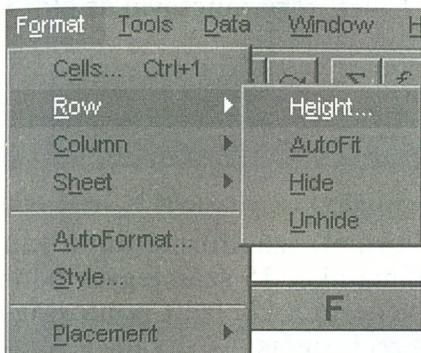 Format Tools Data Window H
Cells... Ctrl+1
Row
Column
Sheet
AutoFormat...
Style...
Placement
Height...
AutoFit
Hide
Unhide
F